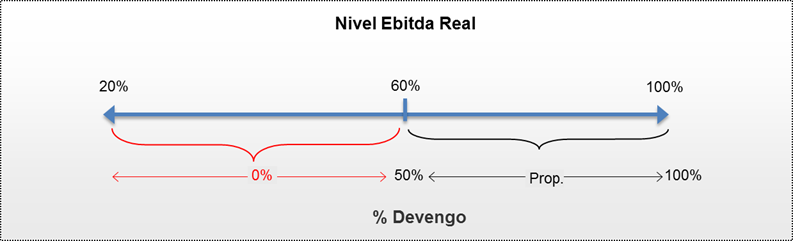 Nivel Ebitda Real
20% 60% 100%
0% 50% Prop. 100%
% Devengo